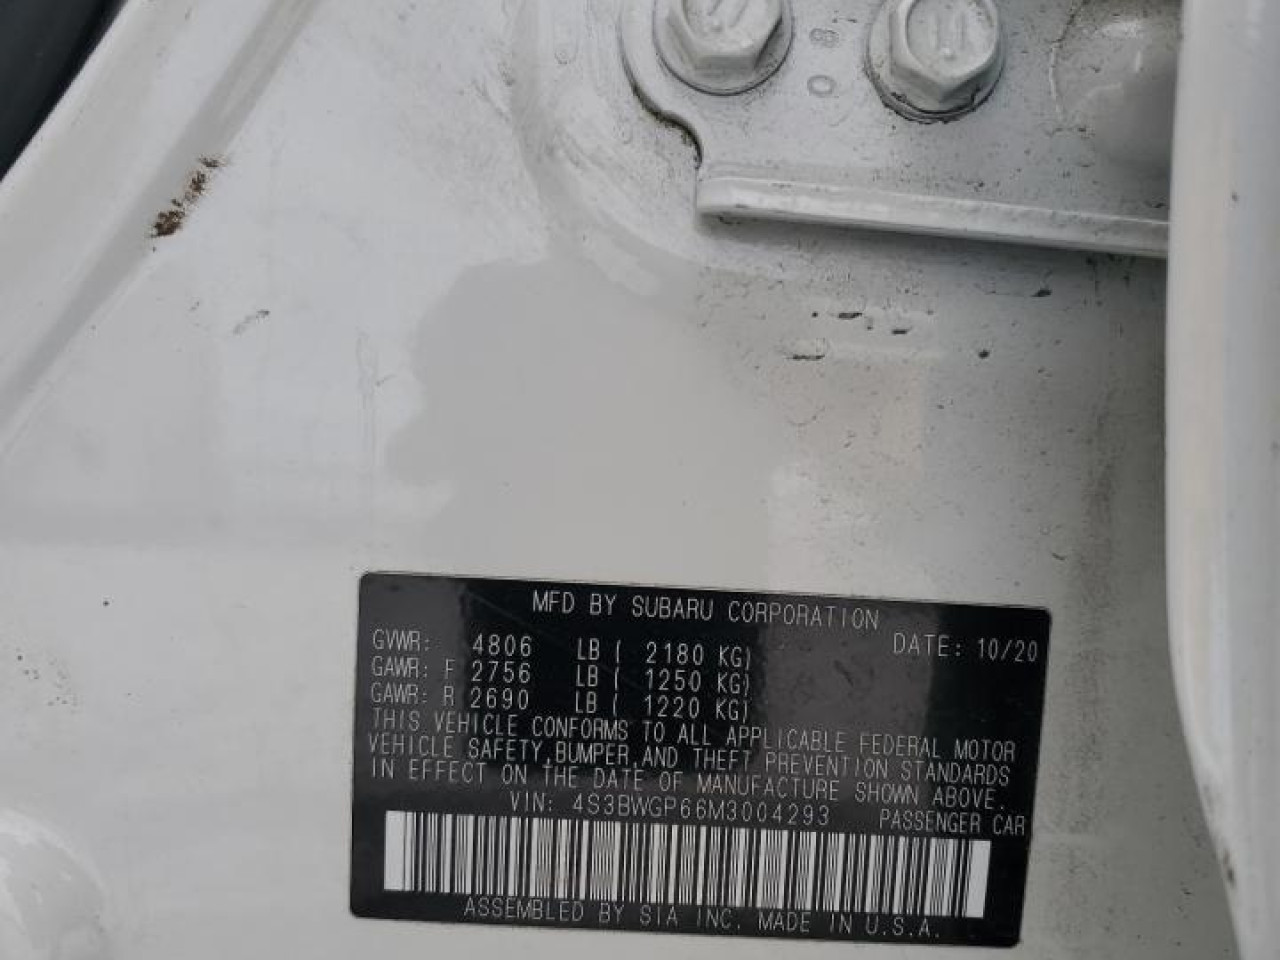 MFD BY SUBARU CORPORATION
DATE: 10/20
GVWR: 4806 LB ( 2180 KG)
GAWR: F 2756 LB ( 1250 KG)
GAWR: R 2690 LB ( 1220 KG)
THIS VEHICLE CONFORMS TO ALL APPLICABLE FEDERAL MOTOR
VEHICLE SAFETY,BUMPER,AND THEFT PREVENTION STANDARDS
IN EFFECT ON THE DATE OF MANUFACTURE SHOWN ABOVE.
VIN: 4S3BWGP66M3004293 PASSENGER CAR
ASSEMBLED BY SIA INC. MADE IN U.S.A.